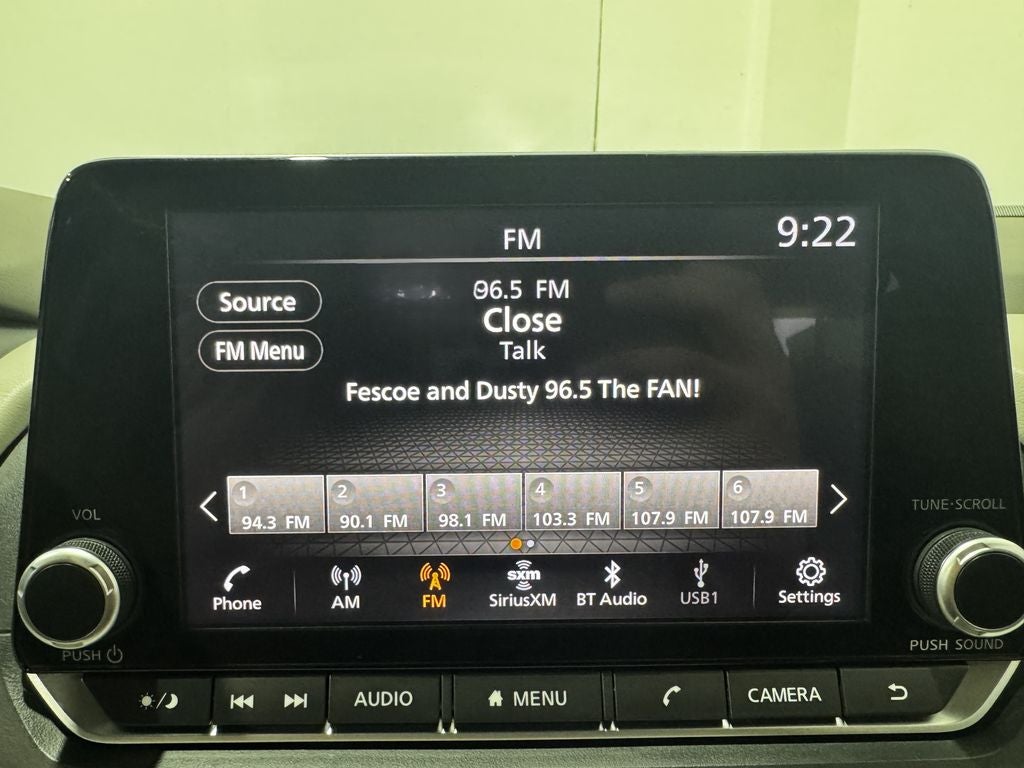 FM
9:22
Source
96.5 FM
Close
FM Menu
Talk
Fescoe and Dusty 96.5 The FAN!
1 2 3 4 5 6
94.3 FM 90.1 FM 98.1 FM 103.3 FM 107.9 FM 107.9 FM
VOL
TUNE·SCROLL
sxm
Phone AM FM SiriusXM BT Audio USB1 Settings
PUSH
PUSH SOUND
AUDIO MENU CAMERA